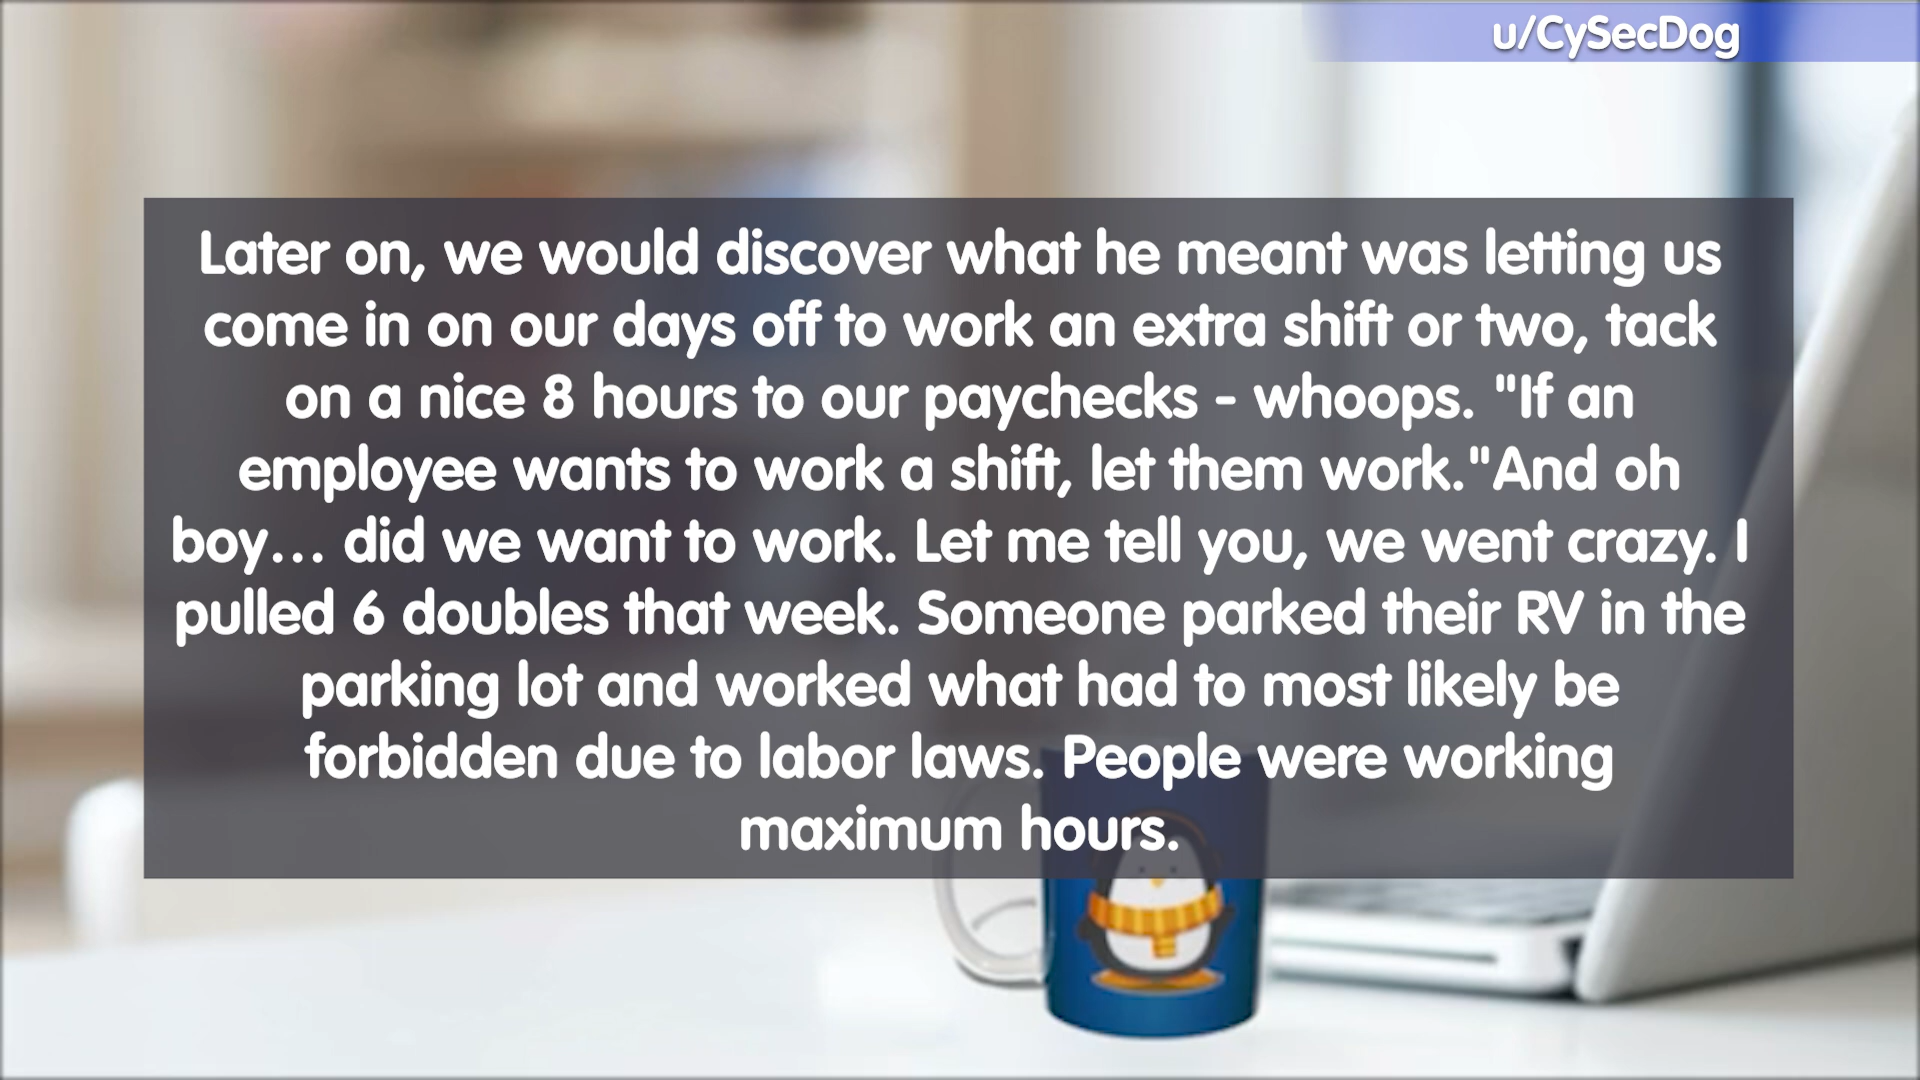 u/CySecDog
Later on, we would discover what he meant was letting us
come in on our days off to work an extra shift or two, tack
on a nice 8 hours to our paychecks - whoops. "If an
employee wants to work a shift, let them work."And oh
boy... did we want to work. Let me tell you, we went crazy. I
pulled 6 doubles that week. Someone parked their RV in the
parking lot and worked what had to most likely be
forbidden due to labor laws. People were working
maximum hours.